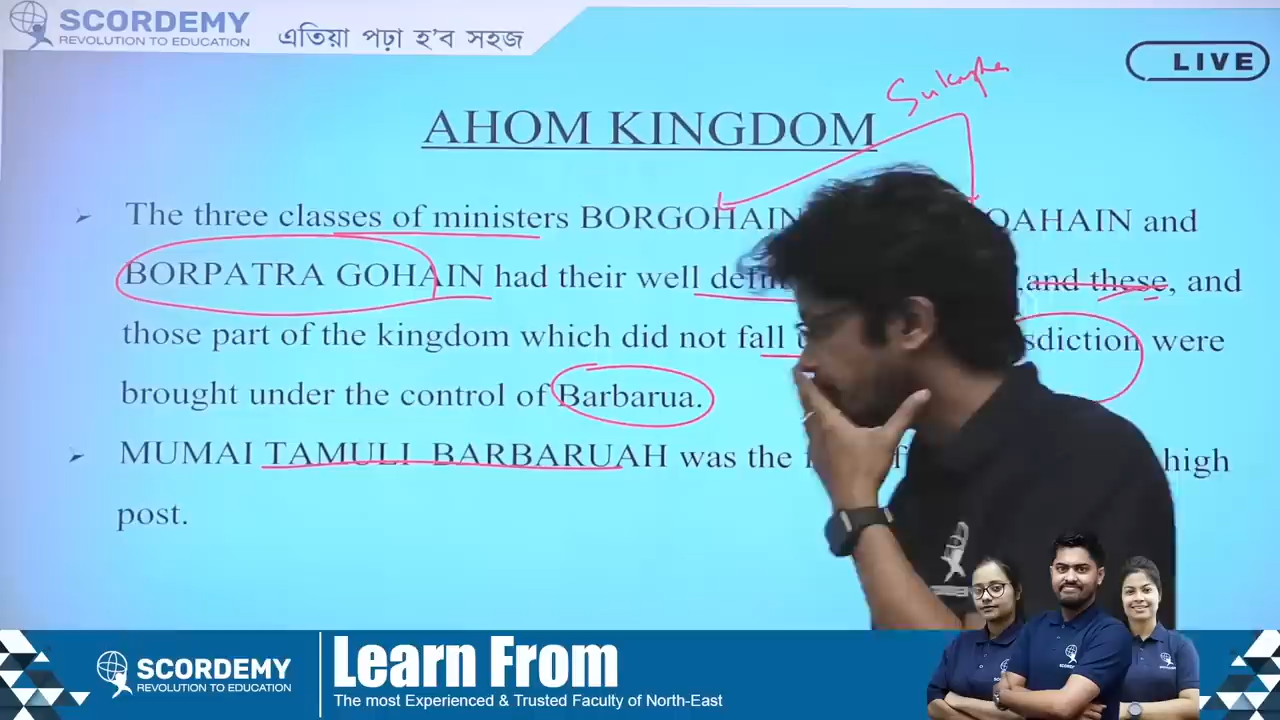 SCORDEMY
REVOLUTION TO EDUCATION
এতিয়া পঢ়া হ'ব সহজ
LIVE
Sukapha
AHOM KINGDOM
The three classes of ministers BORGOHAIN OAHAIN and
BORPATRA GOHAIN had their well ,and these, and
those part of the kingdom which did not fall were
brought under the control of Barbarua.
MUMAI TAMULI BARBARUAH was the high
post.
SCORDEMY
REVOLUTION TO EDUCATION
Learn From
The most Experienced & Trusted Faculty of North-East